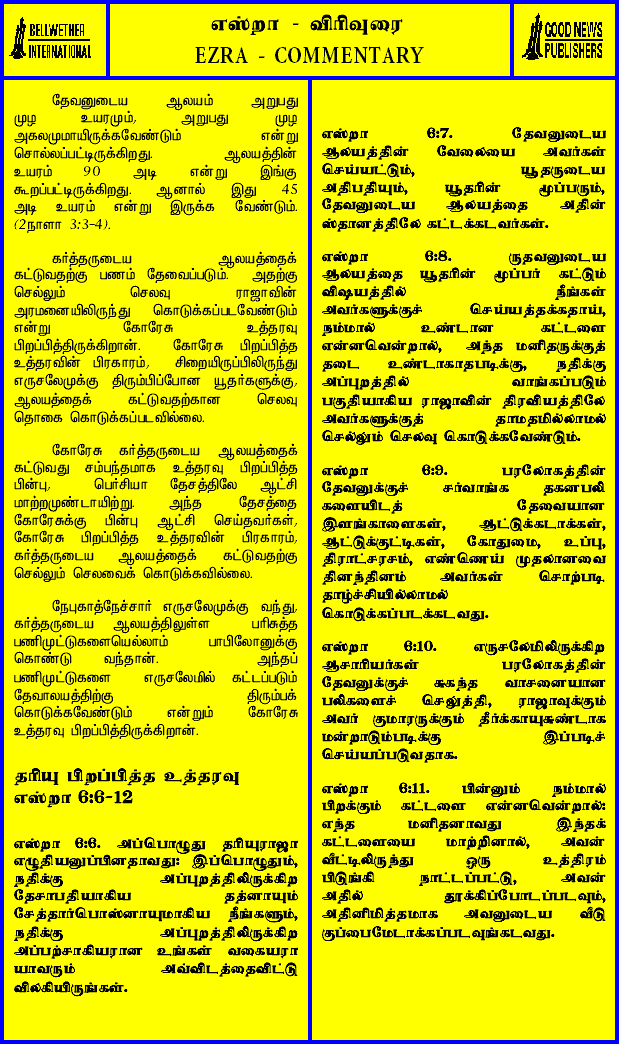 BELLWETHER
INTERNATIONAL
எஸ்றா - விரிவுரை
EZRA - COMMENTARY
GOOD NEWS
PUBLISHERS
தேவனுடைய ஆலயம் அறுபது
முழ உயரமும், அறுபது முழ
அகலமுமாயிருக்கவேண்டும் என்று
சொல்லப்பட்டிருக்கிறது. ஆலயத்தின்
உயரம் 90 அடி என்று இங்கு
கூறப்பட்டிருக்கிறது. ஆனால் இது 45
அடி உயரம் என்று இருக்க வேண்டும்.
(2நாளா 3:3-4).
கர்த்தருடைய ஆலயத்தைக்
கட்டுவதற்கு பணம் தேவைப்படும். அதற்கு
செல்லும் செலவு ராஜாவின்
அரமனையிலிருந்து கொடுக்கப்படவேண்டும்
என்று கோரேசு உத்தரவு
பிறப்பித்திருக்கிறான். கோரேசு பிறப்பித்த
உத்தரவின் பிரகாரம், சிறையிருப்பிலிருந்து
எருசலேமுக்கு திரும்பிப்போன யூதர்களுக்கு,
ஆலயத்தைக் கட்டுவதற்கான செலவு
தொகை கொடுக்கப்படவில்லை.
கோரேசு கர்த்தருடைய ஆலயத்தைக்
கட்டுவது சம்பந்தமாக உத்தரவு பிறப்பித்த
பின்பு, பெர்சியா தேசத்திலே ஆட்சி
மாற்றமுண்டாயிற்று. அந்த தேசத்தை
கோரேசுக்கு பின்பு ஆட்சி செய்தவர்கள்,
கோரேசு பிறப்பித்த உத்தரவின் பிரகாரம்,
கர்த்தருடைய ஆலயத்தைக் கட்டுவதற்கு
செல்லும் செலவைக் கொடுக்கவில்லை.
நேபுகாத்நேச்சார் எருசலேமுக்கு வந்து,
கர்த்தருடைய ஆலயத்திலுள்ள பரிசுத்த
பணிமுட்டுகளையெல்லாம் பாபிலோனுக்கு
கொண்டு வந்தான். அந்தப்
பணிமுட்டுகளை எருசலேமில் கட்டப்படும்
தேவாலயத்திற்கு திரும்பக்
கொடுக்கவேண்டும் என்றும் கோரேசு
உத்தரவு பிறப்பித்திருக்கிறான்.
தரியு பிறப்பித்த உத்தரவு
எஸ்றா 6:6-12
எஸ்றா 6:6. அப்பொழுது தரியுராஜா
எழுதியனுப்பினதாவது: இப்பொழுதும்,
நதிக்கு அப்புறத்திலிருக்கிற
தேசாபதியாகிய தத்னாயும்
சேத்தார்பொஸ்னாயுமாகிய நீங்களும்,
நதிக்கு அப்புறத்திலிருக்கிற
அப்பற்சாகியரான உங்கள் வகையரா
யாவரும் அவ்விடத்தைவிட்டு
விலகியிருங்கள்.
எஸ்றா 6:7. தேவனுடைய
ஆலயத்தின் வேலையை அவர்கள்
செய்யட்டும், யூதருடைய
அதிபதியும், யூதரின் மூப்பரும்,
தேவனுடைய ஆலயத்தை அதின்
ஸ்தானத்திலே கட்டக்கடவர்கள்.
எஸ்றா 6:8. ருதவனுடைய
ஆலயத்தை யூதரின் மூப்பர் கட்டும்
விஷயத்தில் நீங்கள்
அவர்களுக்குச் செய்யத்தக்கதாய்,
நம்மால் உண்டான கட்டளை
என்னவென்றால், அந்த மனிதருக்குத்
தடை உண்டாகாதபடிக்கு, நதிக்கு
அப்புறத்தில் வாங்கப்படும்
பகுதியாகிய ராஜாவின் திரவியத்திலே
அவர்களுக்குத் தாமதமில்லாமல்
செல்லும் செலவு கொடுக்கவேண்டும்.
எஸ்றா 6:9. பரலோகத்தின்
தேவனுக்குச் சர்வாங்க தகனபலி
களையிடத் தேவையான
இளங்காளைகள், ஆட்டுக்கடாக்கள்,
ஆட்டுக்குட்டிகள், கோதுமை, உப்பு,
திராட்சரசம், எண்ணெய் முதலானவை
தினந்தினம் அவர்கள் சொற்படி
தாழ்ச்சியில்லாமல்
கொடுக்கப்படக்கடவது.
எஸ்றா 6:10. எருசலேமிலிருக்கிற
ஆசாரியர்கள் பரலோகத்தின்
தேவனுக்குச் சுகந்த வாசனையான
பலிகளைச் செலுத்தி, ராஜாவுக்கும்
அவர் குமாரருக்கும் தீர்க்காயுசுண்டாக
மன்றாடும்படிக்கு இப்படிச்
செய்யப்படுவதாக.
எஸ்றா 6:11. பின்னும் நம்மால்
பிறக்கும் கட்டளை என்னவென்றால்:
எந்த மனிதனாவது இந்தக்
கட்டளையை மாற்றினால், அவன்
வீட்டிலிருந்து ஒரு உத்திரம்
பிடுங்கி நாட்டப்பட்டு, அவன்
அதில் தூக்கிப்போடப்படவும்,
அதினிமித்தமாக அவனுடைய வீடு
குப்பைமேடாக்கப்படவுங்கடவது.